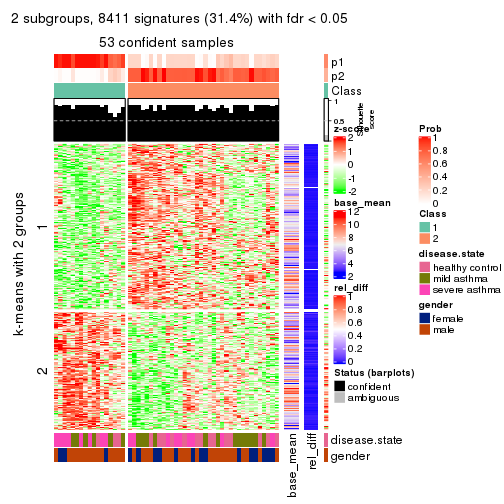 2 subgroups, 8411 signatures (31.4%) with fdr < 0.05
53 confident samples
p1
p2
Class
1
0.5
0
Silhouette
score
k-means with 2 groups
1
2
z-score
2
1
0
-1
-2
base_mean
12
10
8
6
4
2
rel_diff
1
0.8
0.6
0.4
0.2
0
Status (barplots)
confident
ambiguous
Prob
1
0.8
0.6
0.4
0.2
0
Class
1
2
disease.state
healthy control
mild asthma
severe asthma
gender
female
male
disease.state
gender
base_mean
rel_diff